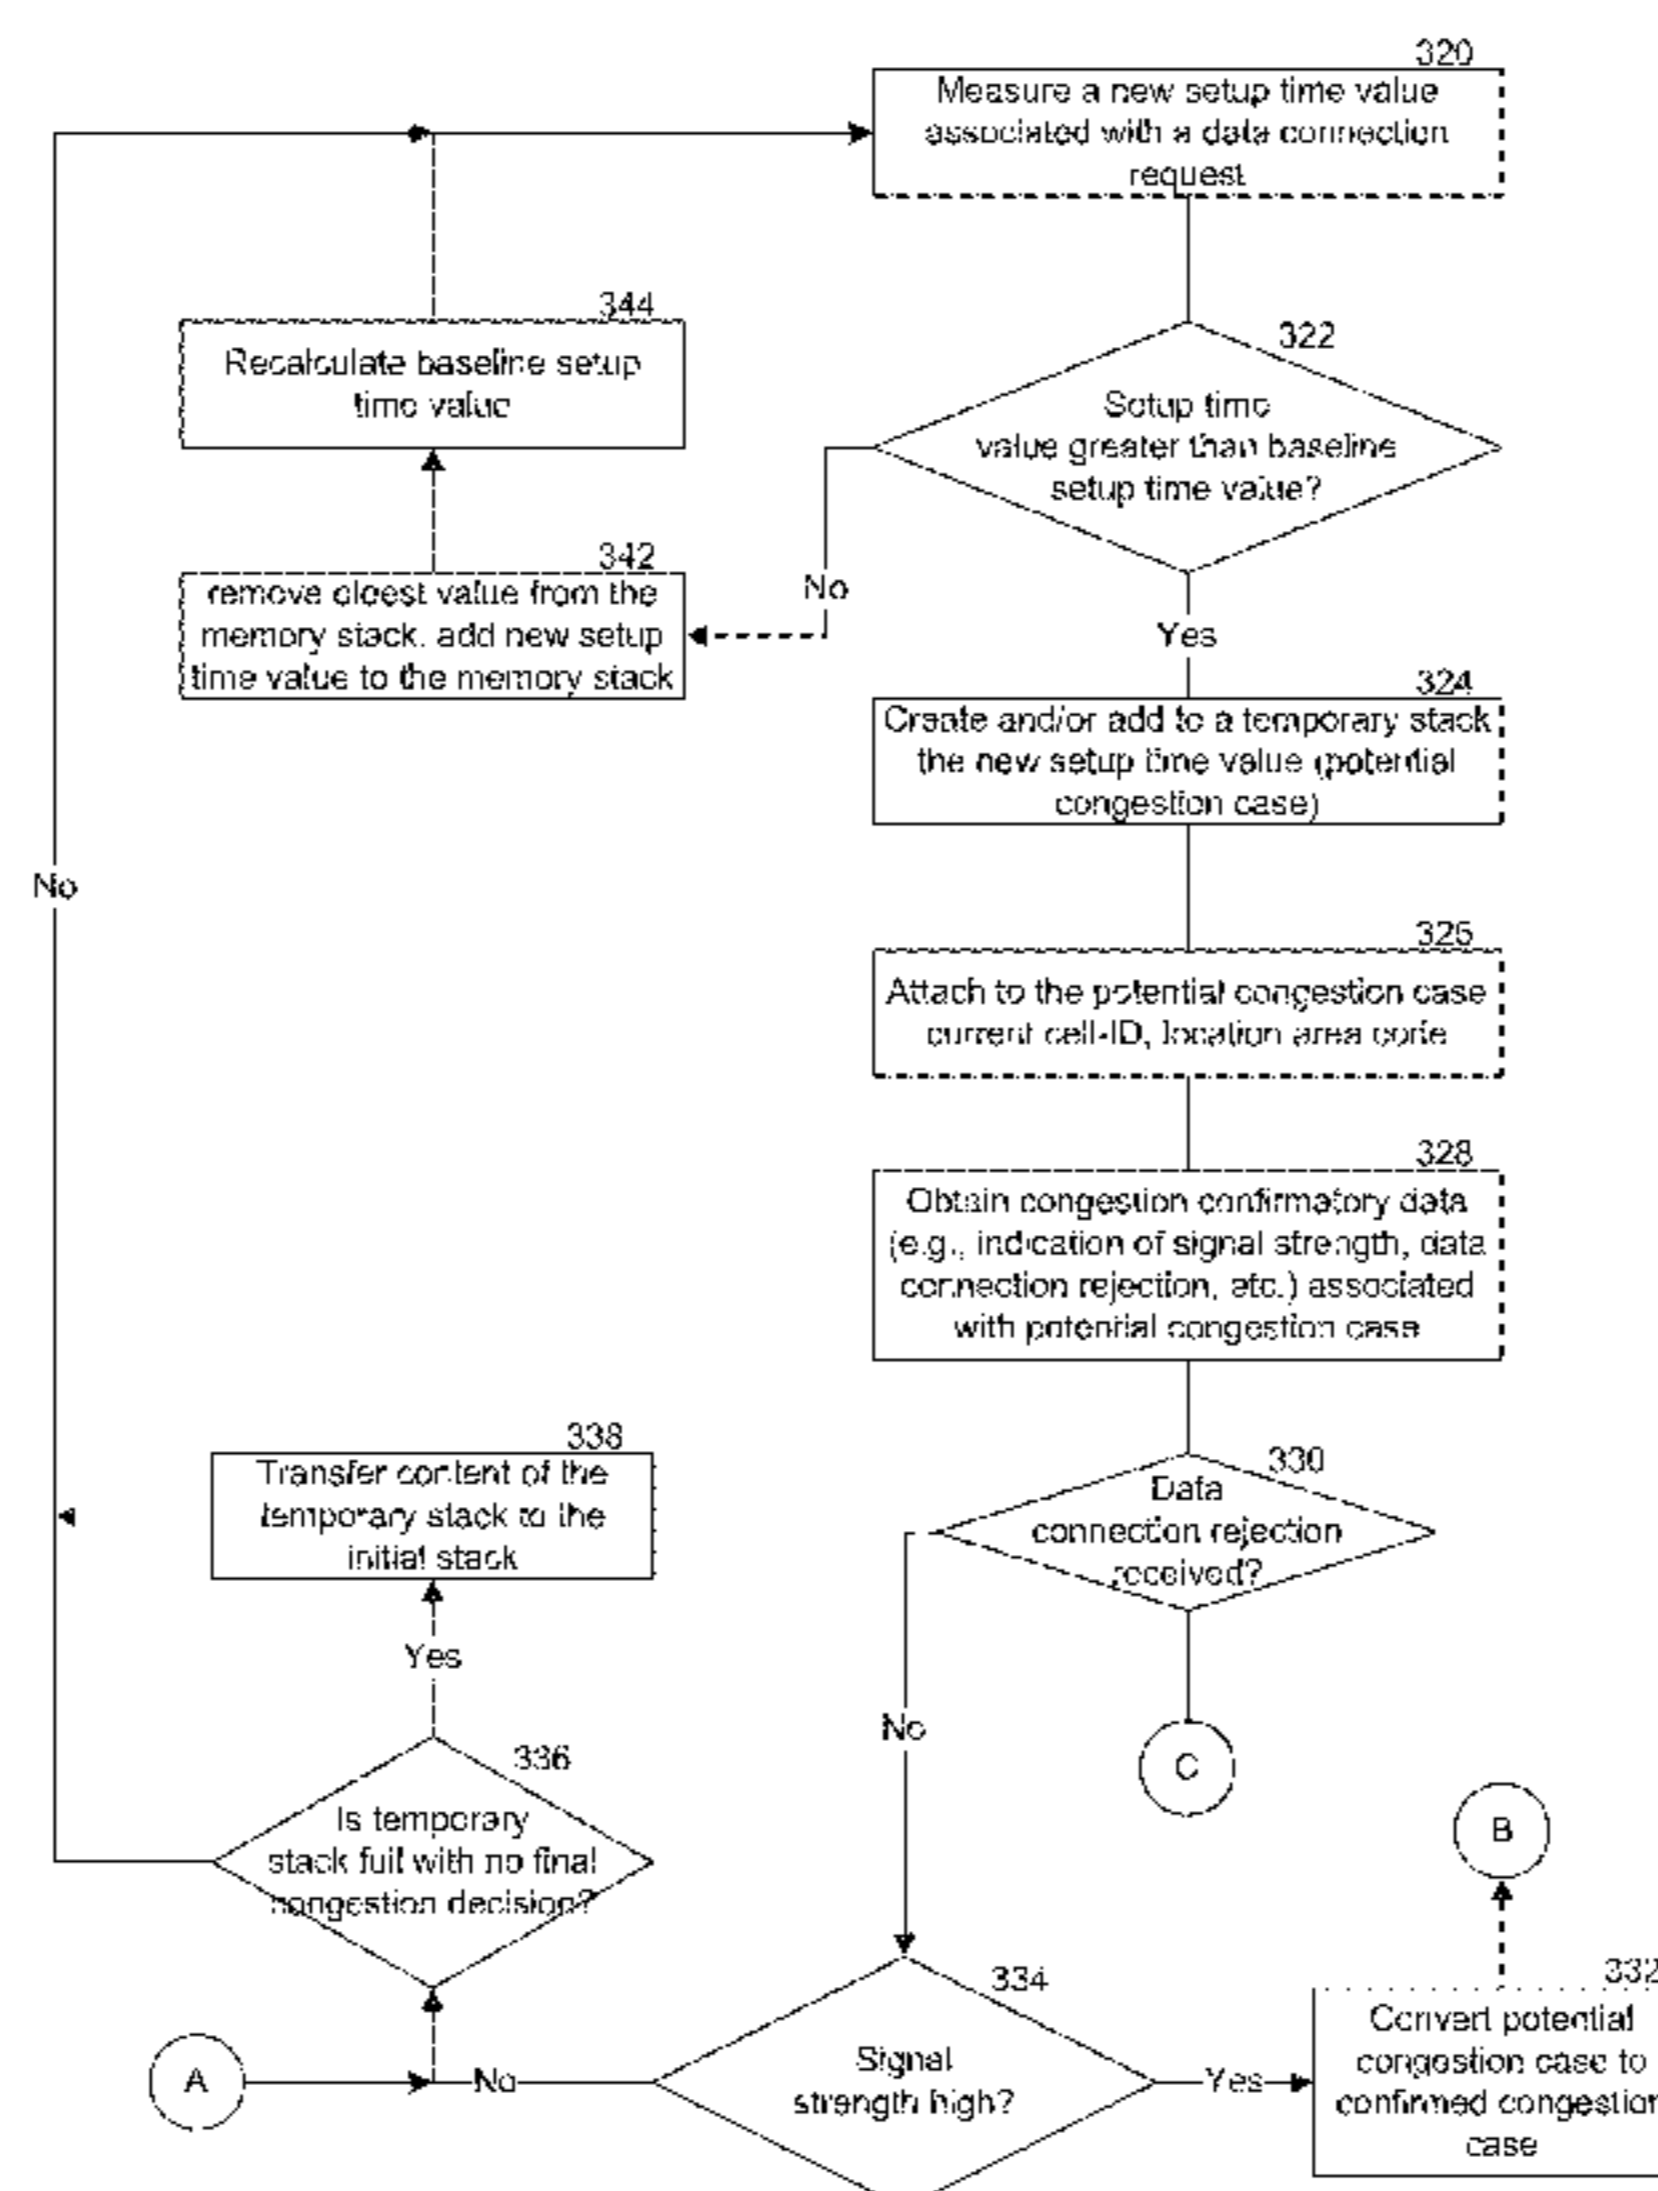 320
Measure a new setup time value
associated with a data connection
request
344
Recalculate baseline setup
time value
322
Setup time
value greater than baseline
setup time value?
342
remove oldest value from the
memory stack, add new setup
time value to the memory stack
No
Yes
324
Create and/or add to a temporary stack
the new setup time value (potential
congestion case)
No
326
Attach to the potential congestion case
current cell-ID, location area code
328
Obtain congestion confirmatory data
(e.g., indication of signal strength, data
connection rejection, etc.) associated
with potential congestion case
338
Transfer content of the
temporary stack to the
initial stack
330
Data
connection rejection
received?
Yes
No
C
336
Is temporary
stack full with no final
congestion decision?
B
334
Signal
strength high?
332
Convert potential
congestion case to
confirmed congestion
case
A
No
Yes